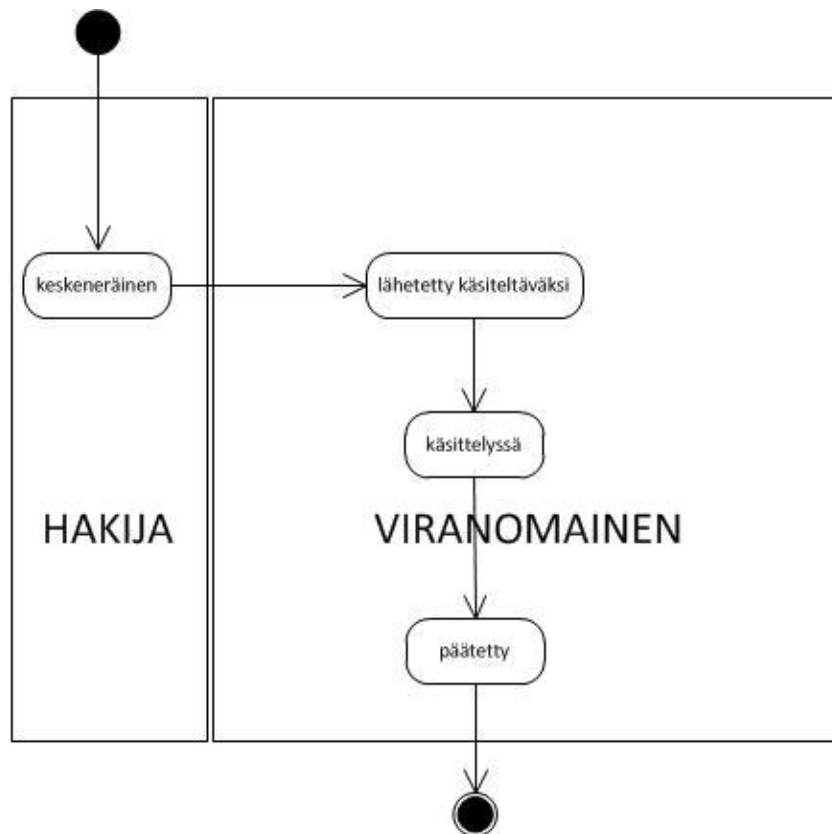 keskeneräinen
lähetetty käsiteltäväksi
käsittelyssä
HAKIJA
VIRANOMAINEN
päätetty